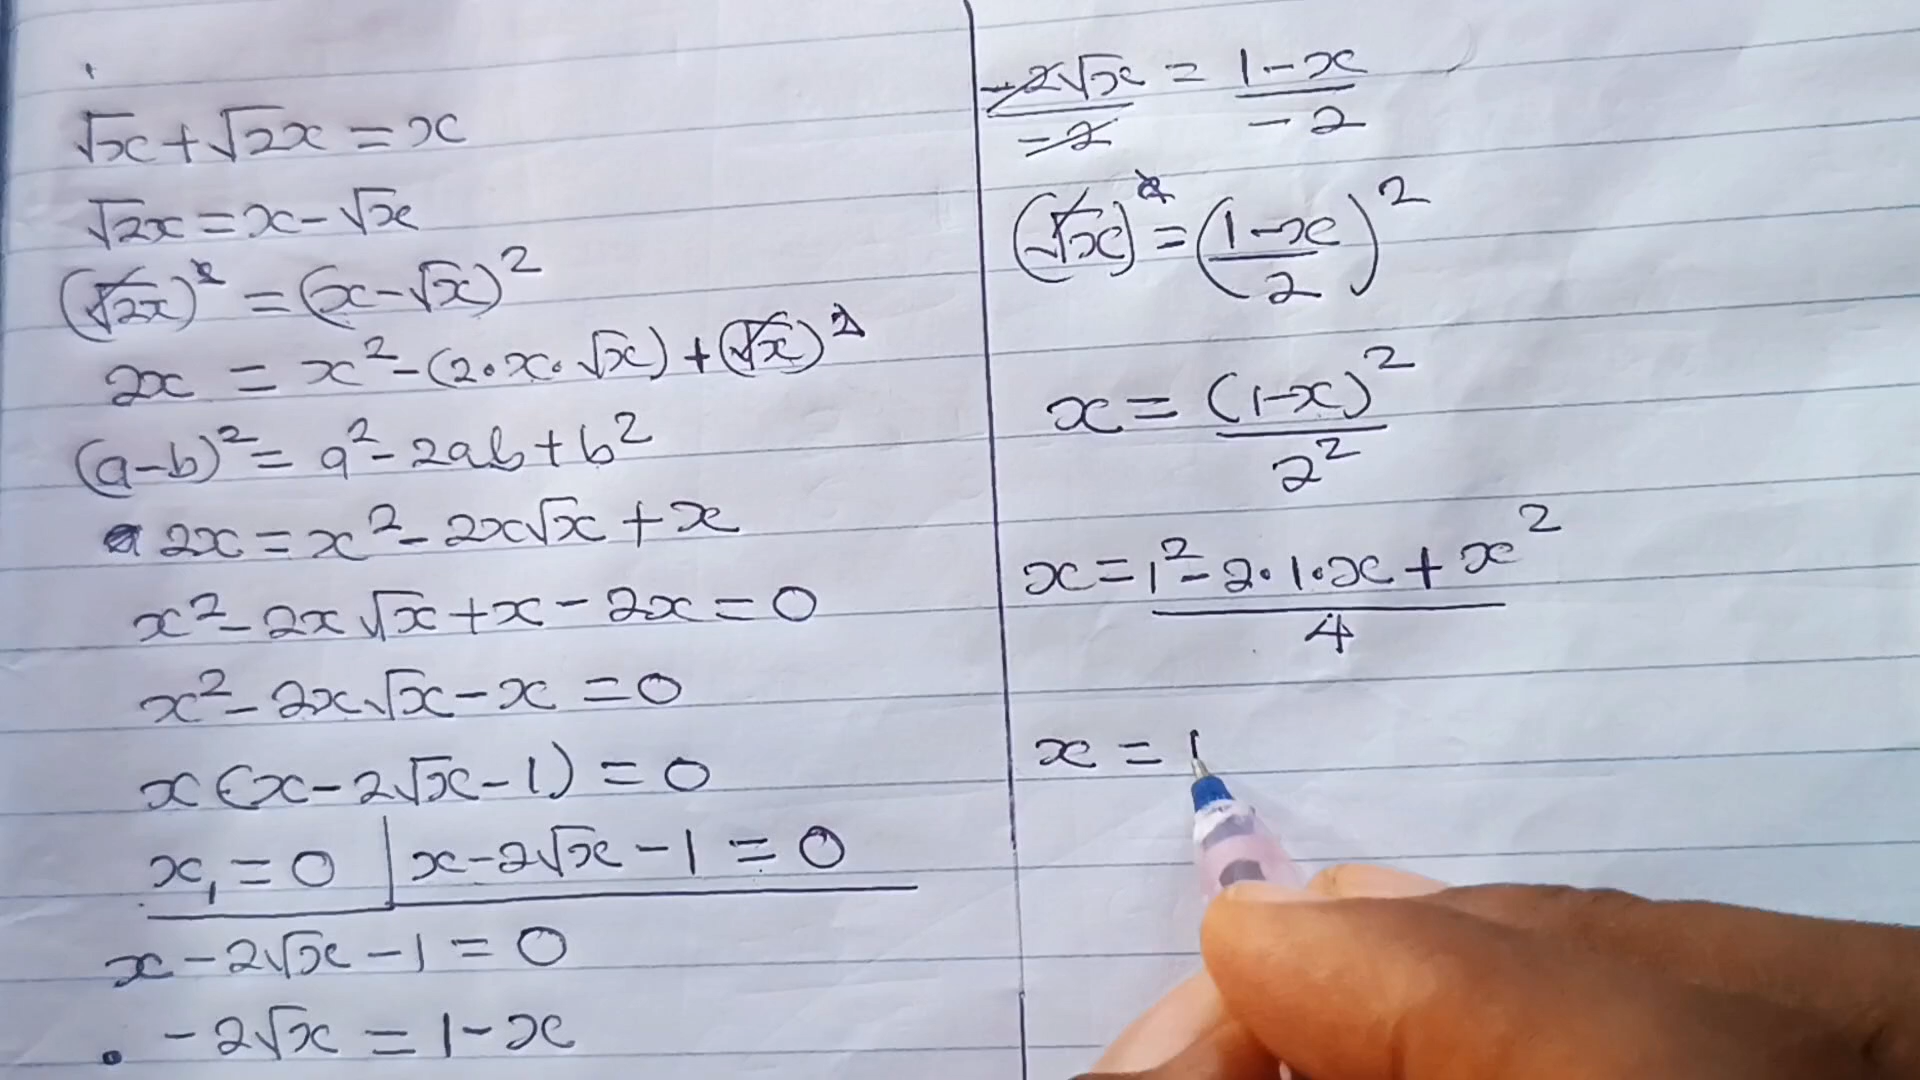 √x + √2x = x
√2x = x - √x
(√2x)² = (x - √x)²
2x = x² - (2·x·√x) + (√x)²
(a-b)² = a² - 2ab + b²
2x = x² - 2x√x + x
x² - 2x√x + x - 2x = 0
x² - 2x√x - x = 0
x(x - 2√x - 1) = 0
x₁ = 0 | x - 2√x - 1 = 0
x - 2√x - 1 = 0
-2√x = 1 - x
-2√x/-2 = (1-x)/-2
(√x)² = ((1-x)/2)²
x = (1-x)²/2²
x = (1² - 2·1·x + x²)/4
x = 1